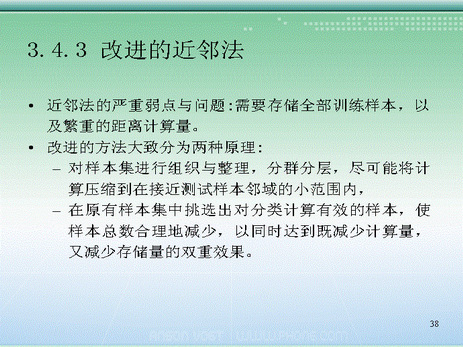 3.4.3 改进的近邻法
• 近邻法的严重弱点与问题:需要存储全部训练样本，以
及繁重的距离计算量。
• 改进的方法大致分为两种原理:
– 对样本集进行组织与整理，分群分层，尽可能将计
算压缩到在接近测试样本邻域的小范围内，
– 在原有样本集中挑选出对分类计算有效的样本，使
样本总数合理地减少，以同时达到既减少计算量，
又减少存储量的双重效果。
38